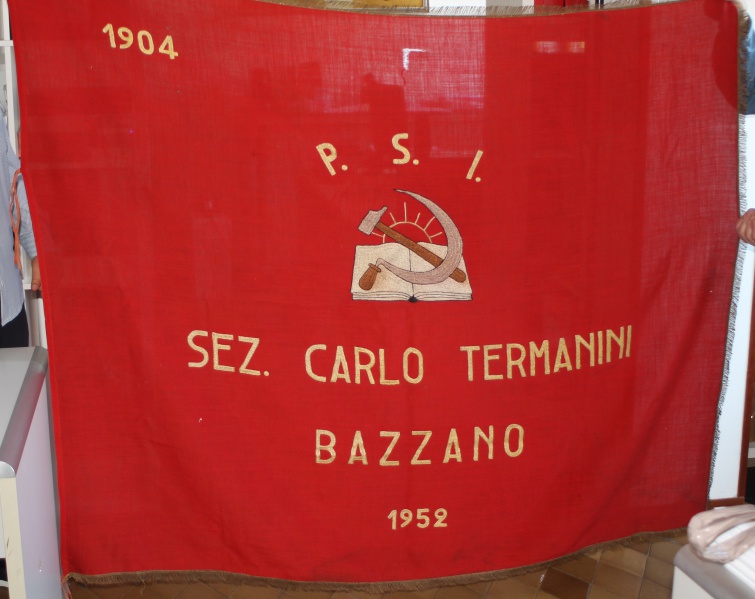 1904
P. S. I.
SEZ. CARLO TERMANINI
BAZZANO
1952